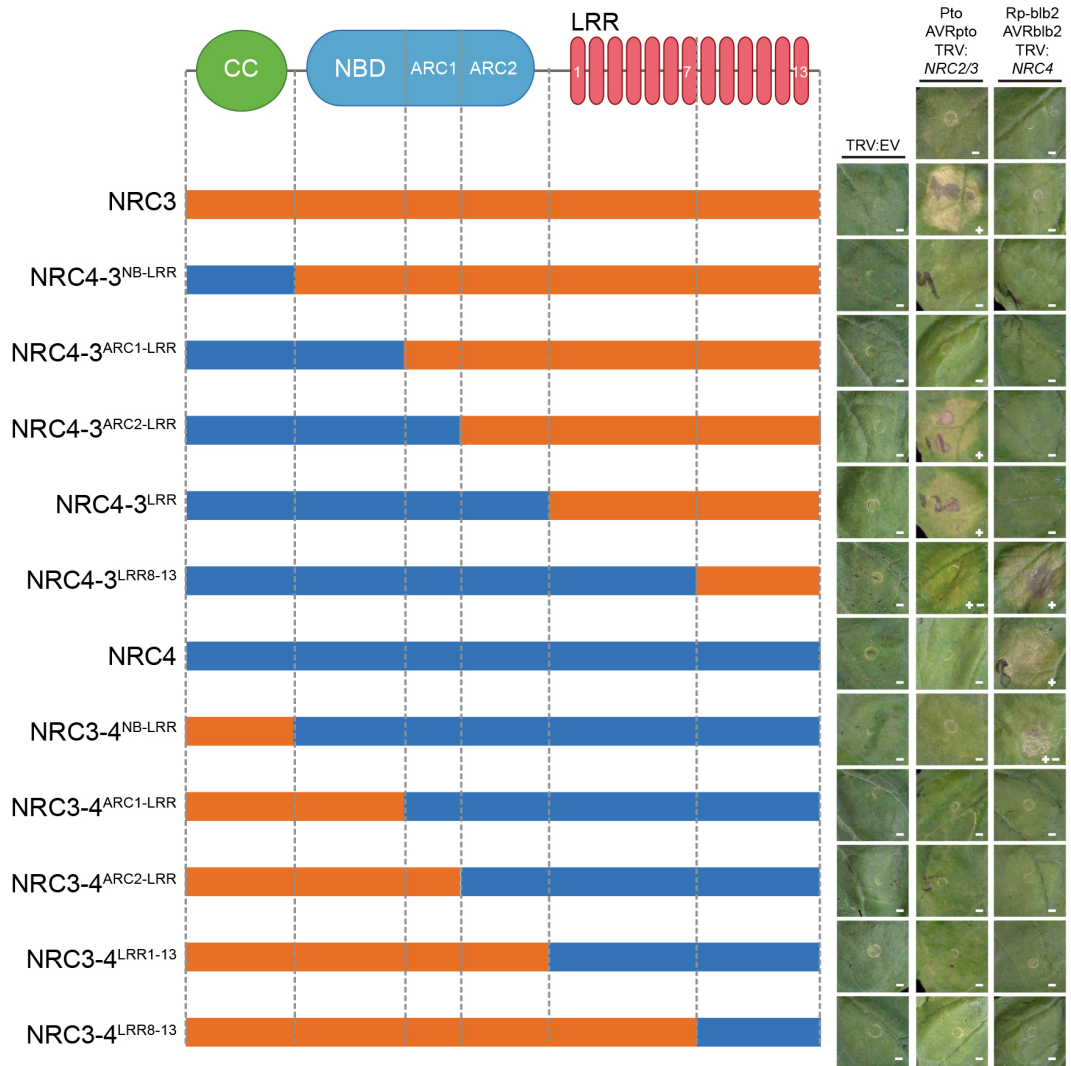 CC
NBD
ARC1
ARC2
LRR
1
7
13
Pto
AVRpto
TRV:
NRC2/3
Rp-blb2
AVRblb2
TRV:
NRC4
- -
TRV:EV
NRC3
- + -
NRC4-3NB-LRR
- - -
NRC4-3ARC1-LRR
- - -
NRC4-3ARC2-LRR
- + -
NRC4-3LRR
- + -
NRC4-3LRR8-13
- + - +
NRC4
- - +
NRC3-4NB-LRR
- - + -
NRC3-4ARC1-LRR
- - -
NRC3-4ARC2-LRR
- - -
NRC3-4LRR1-13
- - -
NRC3-4LRR8-13
- - -